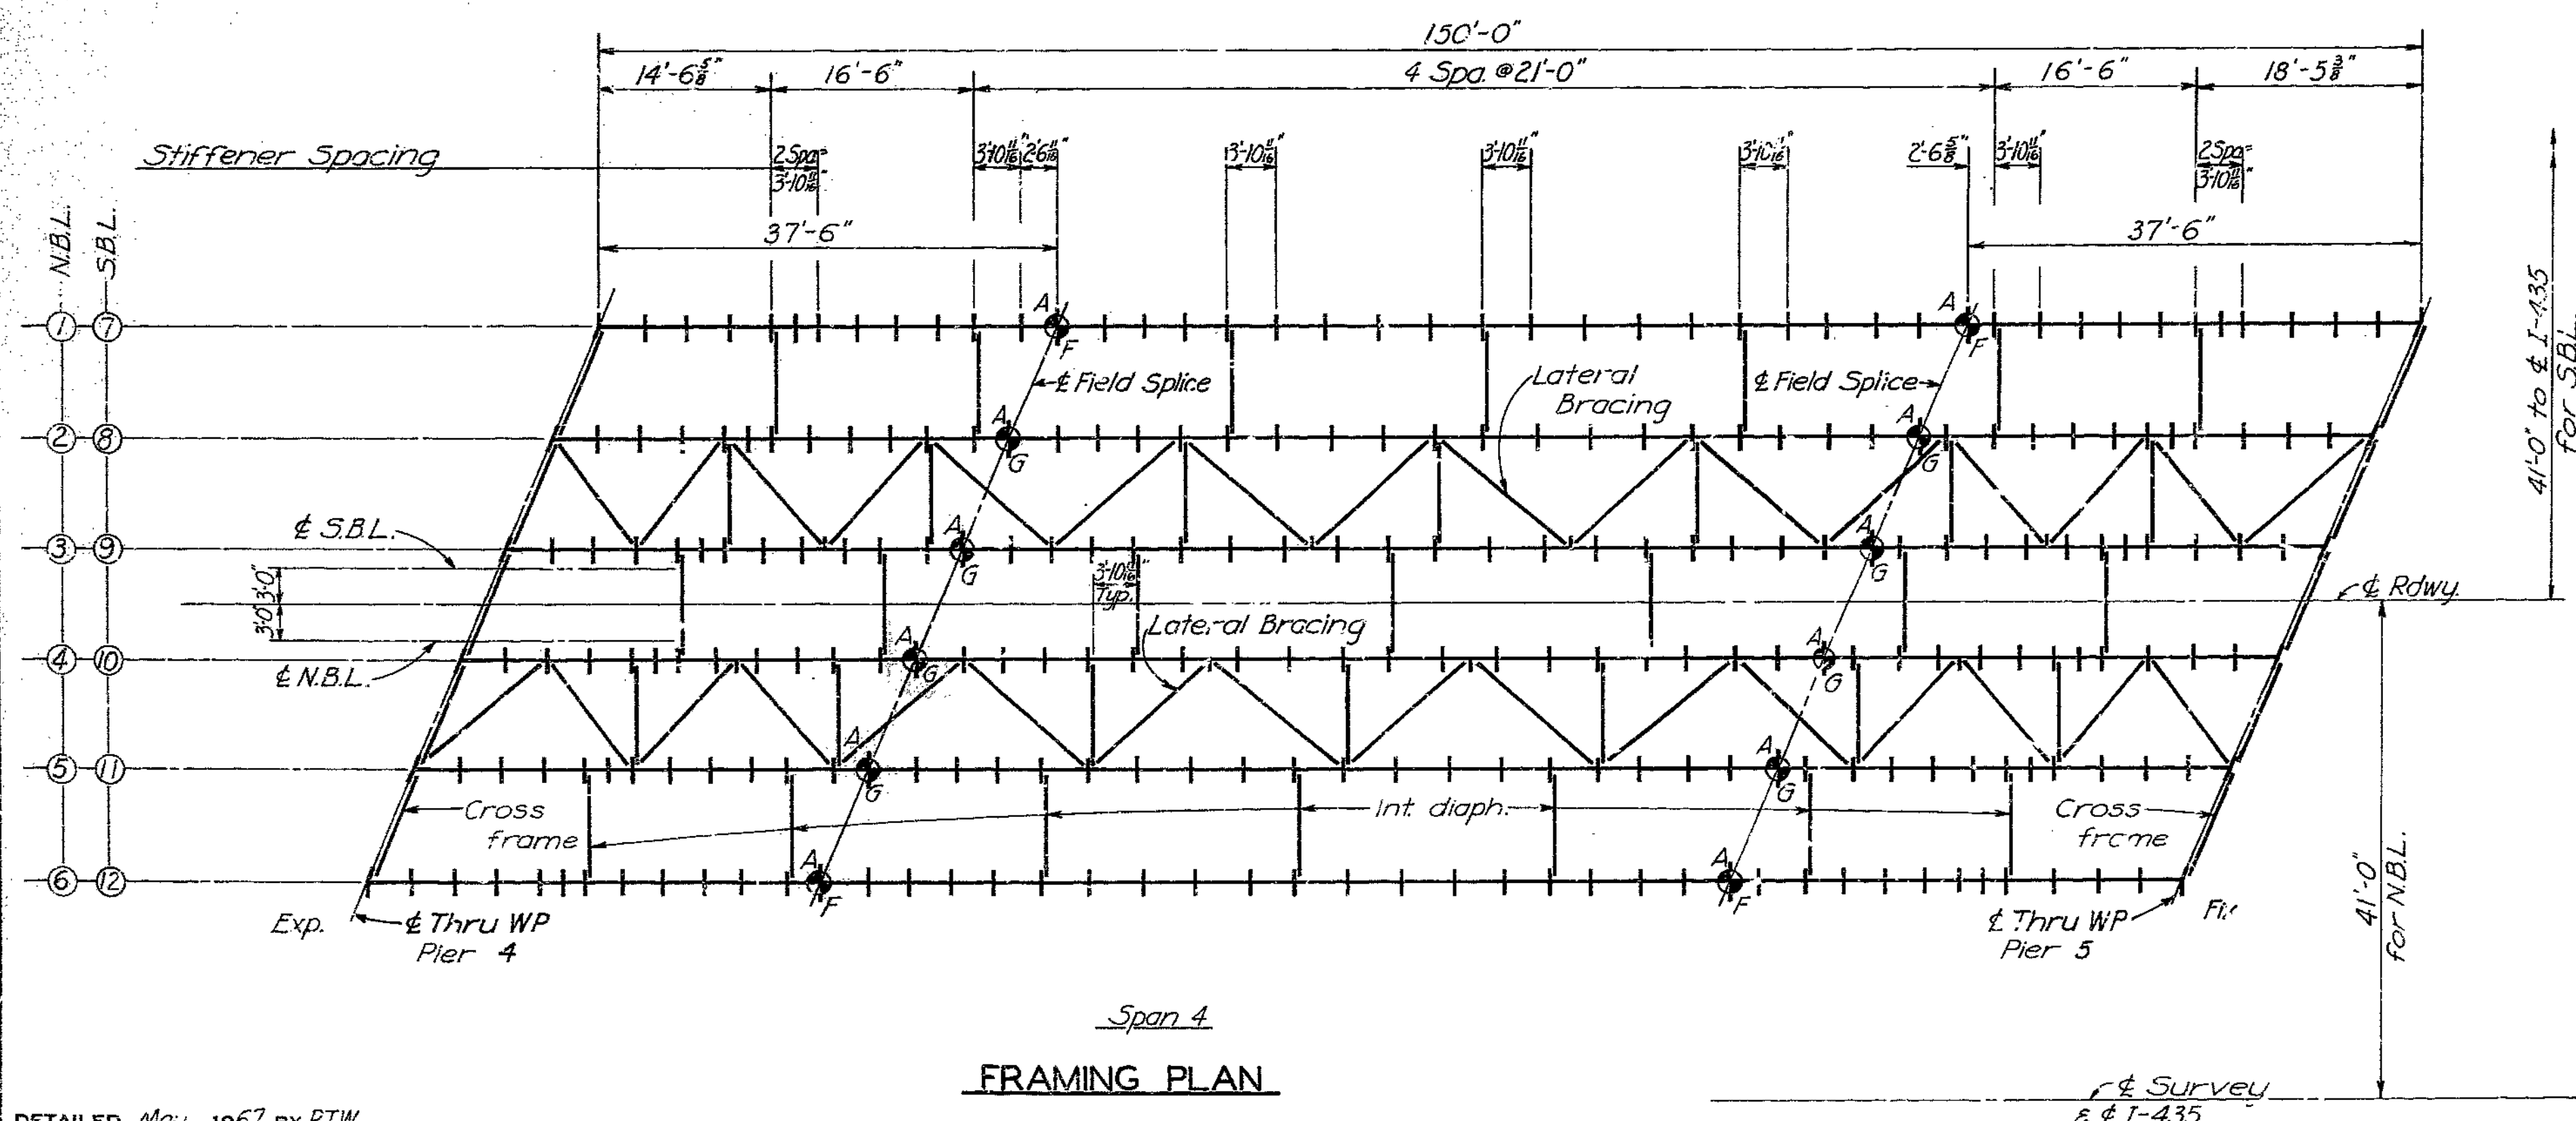 150'-0"
14'-6⅝" 16'-6" 4 Spa. @ 21'-0" 16'-6" 18'-5⅜"
Stiffener Spacing
2 Spa=
3'-10 11/16"
3'-10 11/16" 2'-6 11/16"
3'-10 11/16"
3'-10 11/16"
3'-10 11/16"
2'-6⅝" 3'-10 11/16"
2 Spa=
3'-10 11/16"
37'-6" 37'-6"
N.B.L. S.B.L.
41'-0" to ℄ I-435
for S.B.L.
1 7
A A
F F
℄ Field Splice
Lateral
Bracing
℄ Field Splice
2 8
A A
G G
℄ S.B.L.
3 9
A A
G G
3'-0" 3'-0"
3'-10 11/16"
Typ.
℄ Rdwy.
Lateral Bracing
℄ N.B.L.
4 10
A A
G G
5 11
A A
G G
Cross
frame
Int. diaph.
Cross
frame
6 12
A A
F F
41'-0"
for N.B.L.
Exp.
℄ Thru WP
Pier 4
℄ Thru WP
Pier 5
Span 4
FRAMING PLAN
℄ Survey
& ℄ I-435
DETAILED May 1967 BY RTW